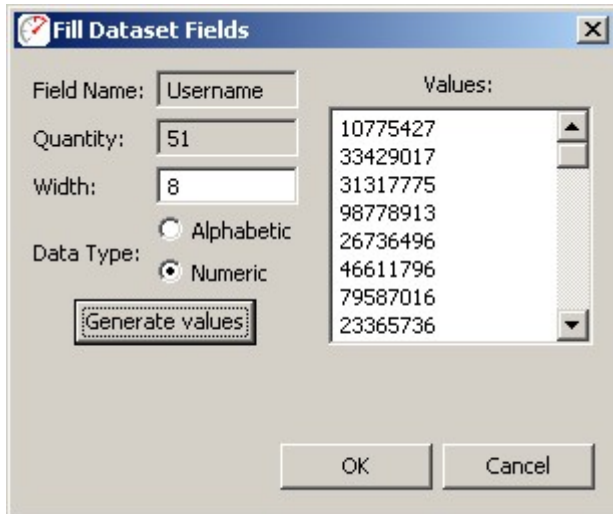 Fill Dataset Fields
Field Name: Username
Quantity: 51
Width: 8
Data Type:
Alphabetic
Numeric
Generate values
Values:
10775427
33429017
31317775
98778913
26736496
46611796
79587016
23365736
OK
Cancel